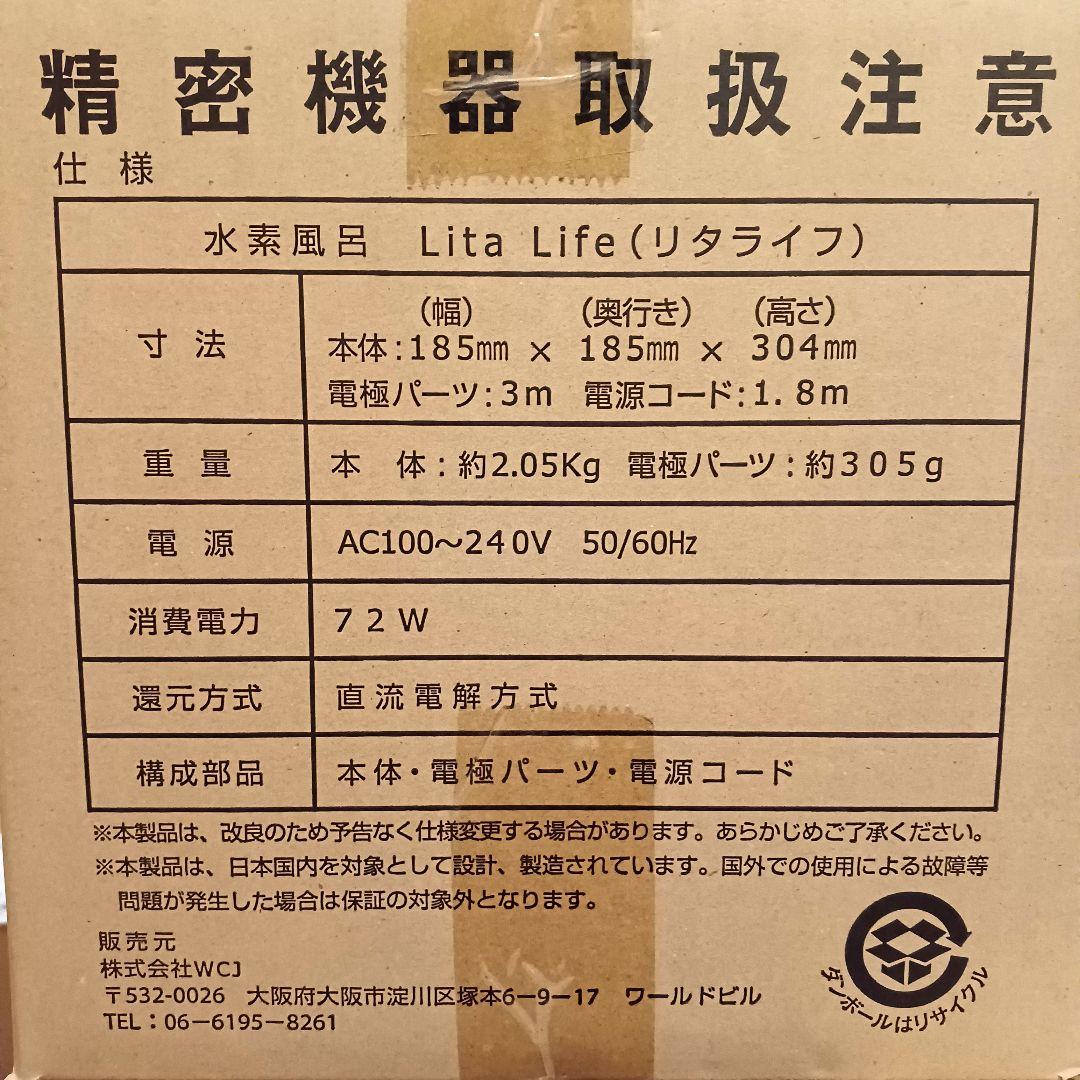 精密機器取扱注意
仕様
水素風呂 Lita Life(リタライフ)
寸法
(幅) (奥行き) (高さ)
本体:185㎜ × 185㎜ × 304㎜
電極パーツ:3m 電源コード:1.8m
重量
本 体:約2.05Kg 電極パーツ:約305g
電源
AC100〜240V 50/60Hz
消費電力
72W
還元方式
直流電解方式
構成部品
本体・電極パーツ・電源コード
※本製品は、改良のため予告なく仕様変更する場合があります。あらかじめご了承ください。
※本製品は、日本国内を対象として設計、製造されています。国外での使用による故障等
問題が発生した場合は保証の対象外となります。
販売元
株式会社WCJ
〒532-0026 大阪府大阪市淀川区塚本6−9−17 ワールドビル
TEL:06−6195−8261
ダンボールはリサイクル